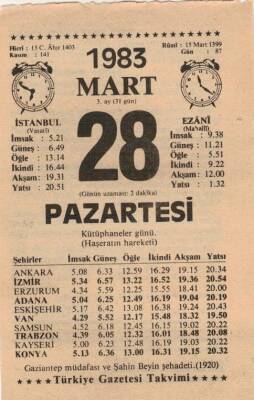 Hicri : 13 C. Âhir 1403
Kasım : 141
Rûmî : 15 Mart 1399
Gün : 87
1983
MART
3. ay (31 gün)
İSTANBUL
(Vasatî)
İmsak : 5.21
Güneş : 6.49
Öğle : 13.14
İkindi : 16.44
Akşam : 19.31
Yatsı : 20.51
28
EZÂNÎ
(Mahallî)
İmsak : 9.38
Güneş : 11.21
Öğle : 5.51
İkindi : 9.22
Akşam : 12.00
Yatsı : 1.32
(Günün uzaması: 2 dakika)
PAZARTESİ
Kütüphaneler günü.
(Haşeratın hareketi)
Şehirler İmsak Güneş Öğle İkindi Akşam Yatsı
ANKARA 5.08 6.33 12.59 16.29 19.15 20.34
İZMİR 5.34 6.57 13.22 16.52 19.36 20.54
ERZURUM 4.34 5.59 12.25 15.55 18.41 20.00
ADANA 5.04 6.25 12.49 16.19 19.04 20.19
ESKİŞEHİR 5.17 6.42 13.08 16.38 19.24 20.43
VAN 4.29 5.52 12.17 15.48 18.32 19.50
SAMSUN 4.52 6.18 12.45 16.15 19.02 20.22
TRABZON 4.39 6.05 12.32 16.01 18.48 20.08
KAYSERİ 5.00 6.23 12.48 16.19 19.03 20.22
KONYA 5.13 6.36 13.00 16.31 19.15 20.32
Gaziantep müdafası ve Şahin Beyin şehadeti.(1920)
★★★ Türkiye Gazetesi Takvimi ★★★